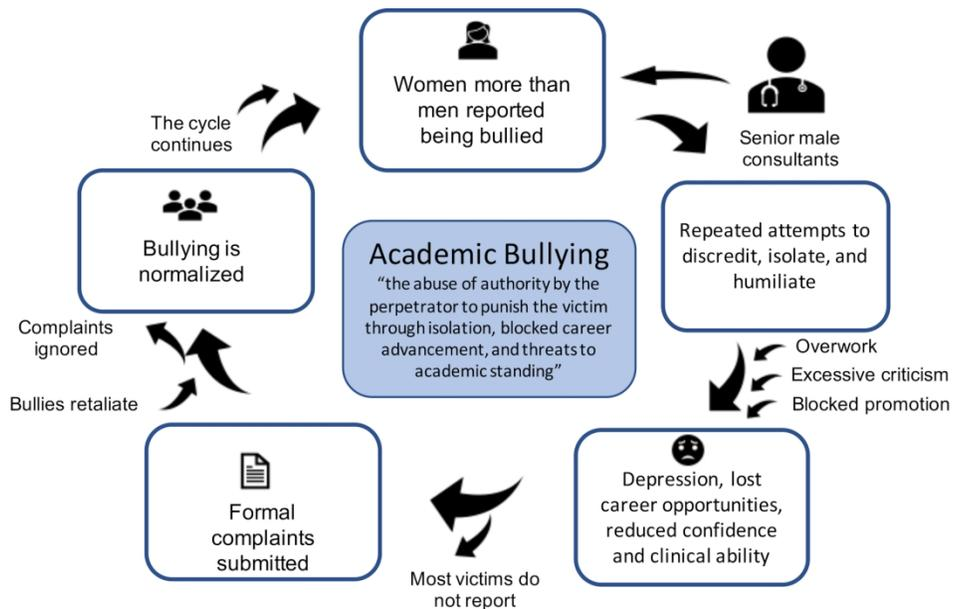 Women more than
men reported
being bullied
Senior male
consultants
Repeated attempts to
discredit, isolate, and
humiliate
Overwork
Excessive criticism
Blocked promotion
Depression, lost
career opportunities,
reduced confidence
and clinical ability
Most victims do
not report
Formal
complaints
submitted
Bullies retaliate
Complaints
ignored
Bullying is
normalized
The cycle
continues
Academic Bullying
“the abuse of authority by the
perpetrator to punish the victim
through isolation, blocked career
advancement, and threats to
academic standing”